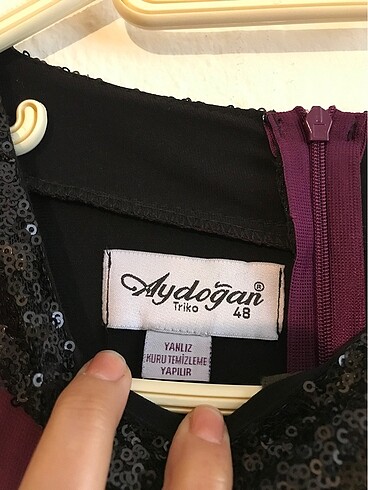 Aydoğan®
Triko 48
YANLIZ
KURU TEMİZLEME
YAPILIR